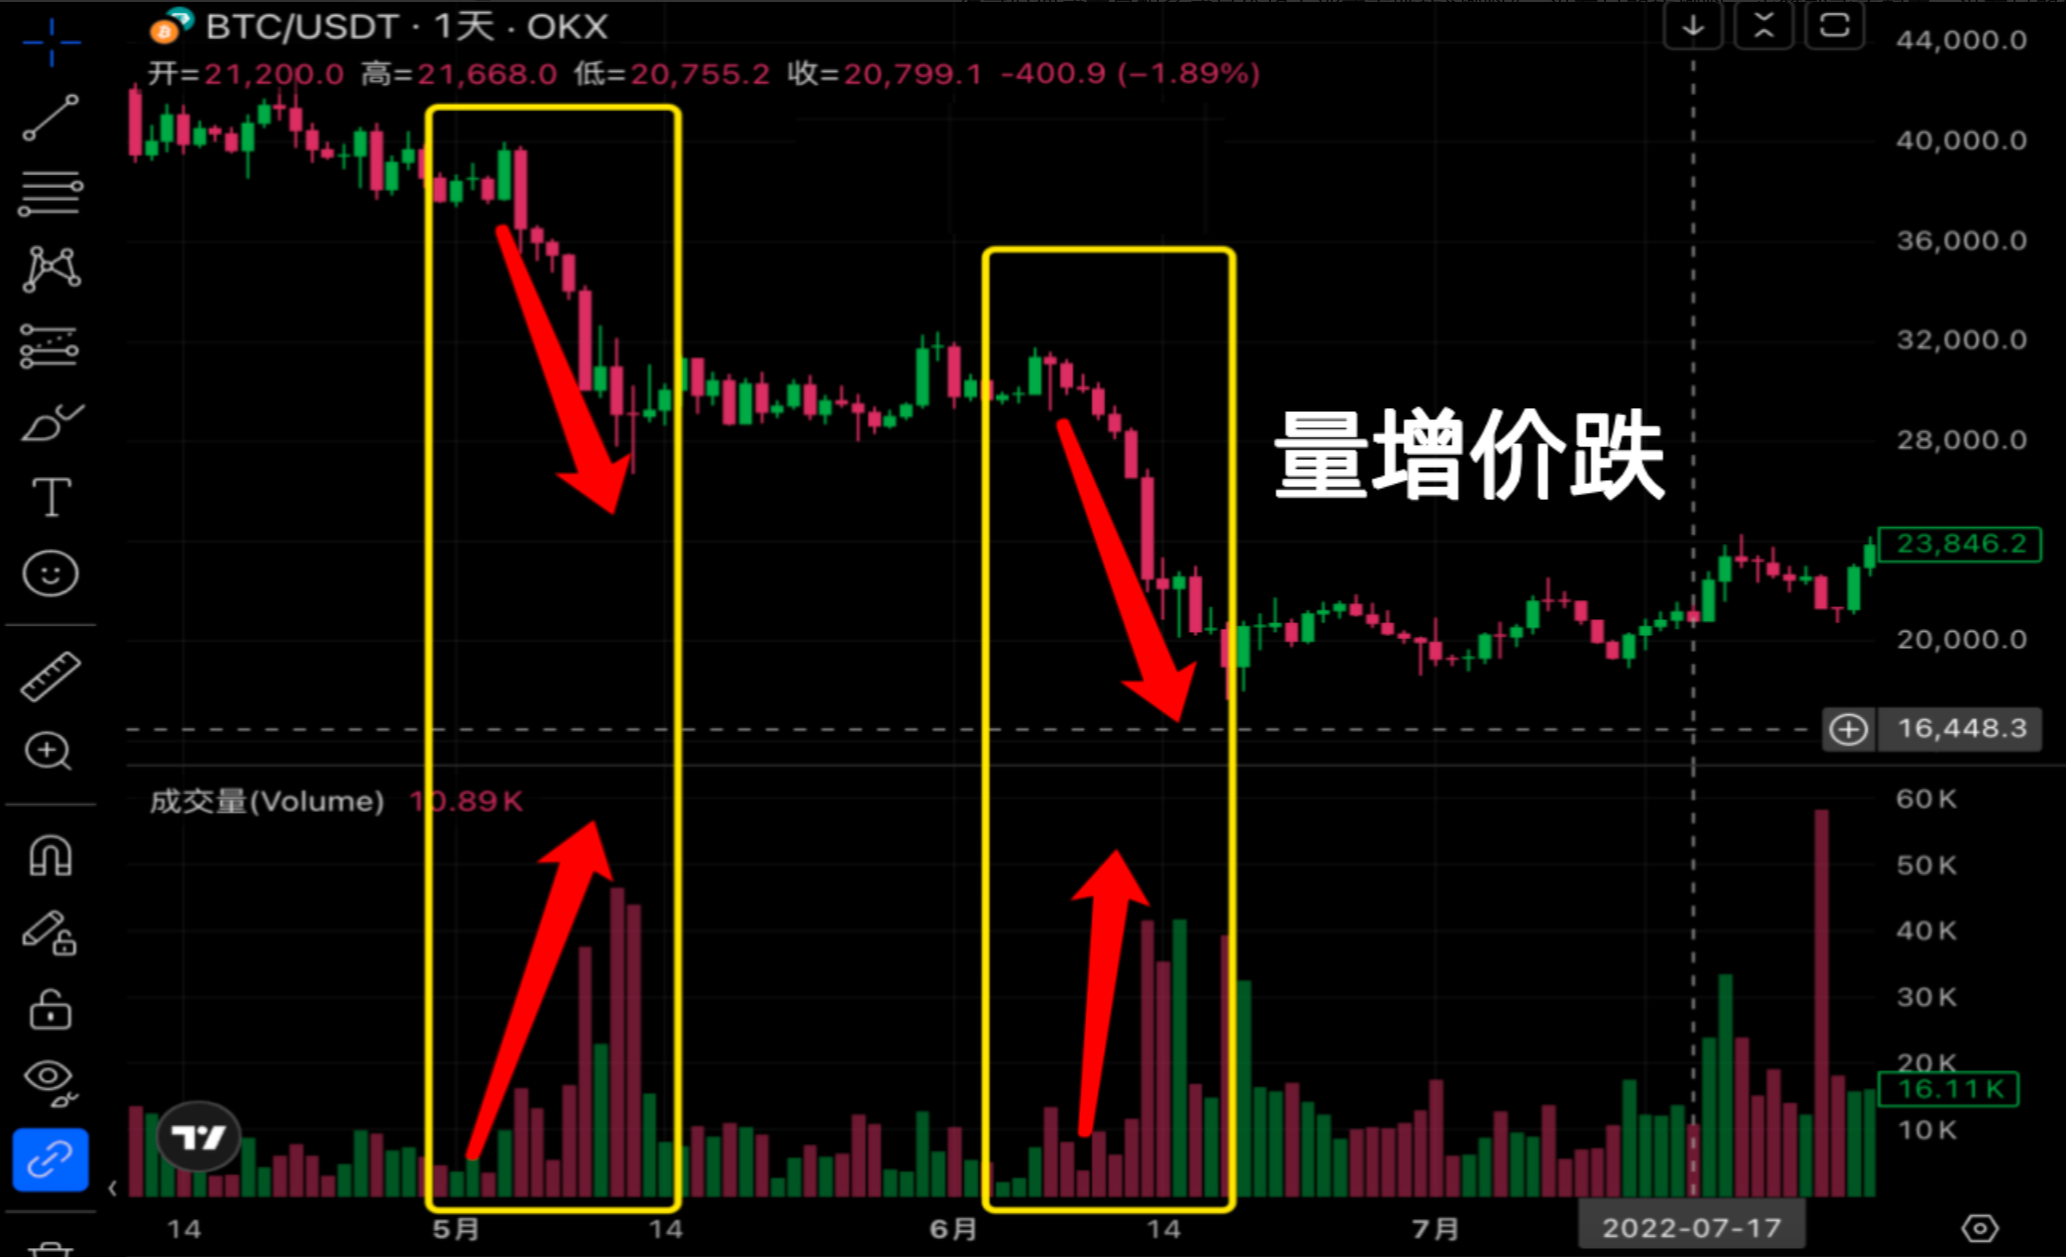 BTC/USDT · 1天 · OKX
开=21,200.0 高=21,668.0 低=20,755.2 收=20,799.1 -400.9 (−1.89%)
44,000.0
40,000.0
36,000.0
32,000.0
28,000.0
量增价跌
23,846.2
20,000.0
16,448.3
成交量(Volume) 10.89K
60K
50K
40K
30K
20K
16.11K
10K
14 5月 14 6月 14 7月 2022-07-17